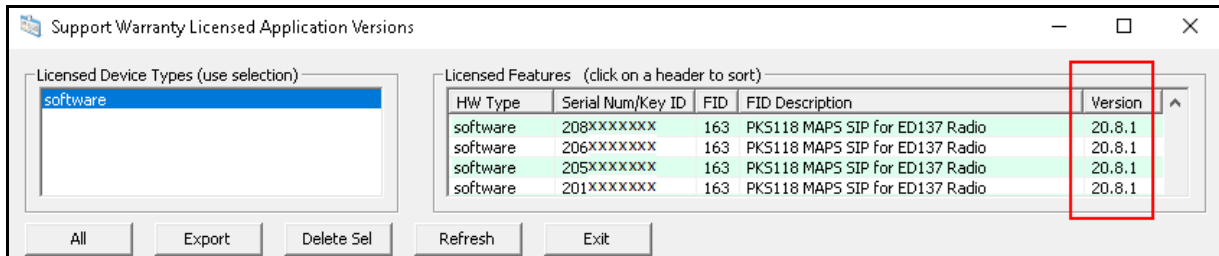 Support Warranty Licensed Application Versions
Licensed Device Types (use selection)
software
Licensed Features (click on a header to sort)
HW Type Serial Num/Key ID FID FID Description Version
software 208XXXXXXX 163 PKS118 MAPS SIP for ED137 Radio 20.8.1
software 206XXXXXXX 163 PKS118 MAPS SIP for ED137 Radio 20.8.1
software 205XXXXXXX 163 PKS118 MAPS SIP for ED137 Radio 20.8.1
software 201XXXXXXX 163 PKS118 MAPS SIP for ED137 Radio 20.8.1
All Export Delete Sel Refresh Exit